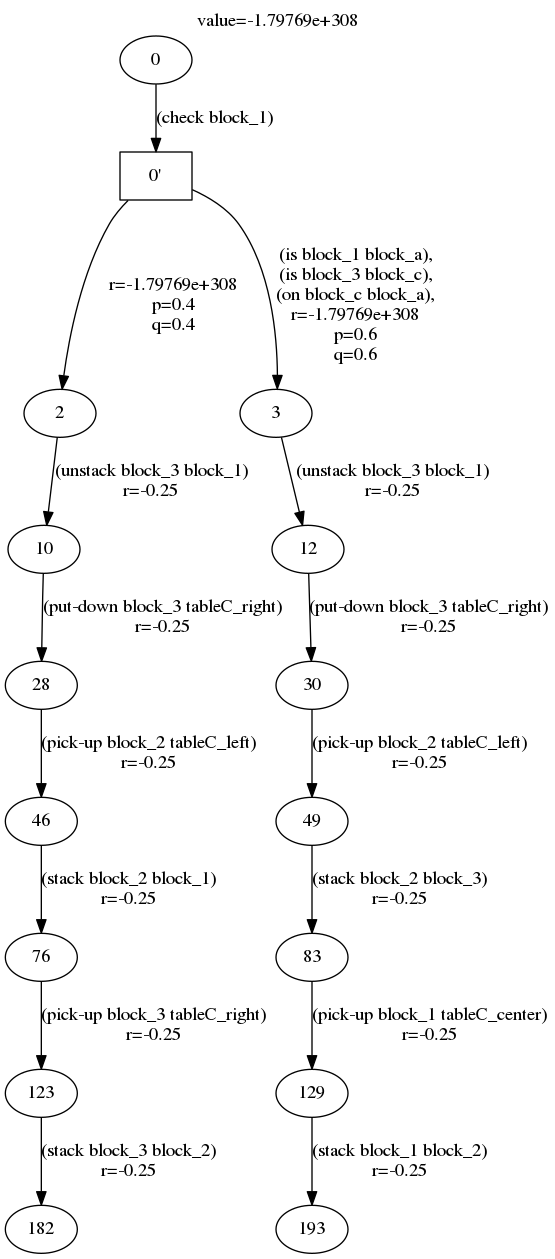 value=-1.79769e+308
0
(check block_1)
0'
(is block_1 block_a),
(is block_3 block_c),
(on block_c block_a),
r=-1.79769e+308
p=0.6
q=0.6
r=-1.79769e+308
p=0.4
q=0.4
2
3
(unstack block_3 block_1)
r=-0.25
(unstack block_3 block_1)
r=-0.25
10
12
(put-down block_3 tableC_right)
r=-0.25
(put-down block_3 tableC_right)
r=-0.25
28
30
(pick-up block_2 tableC_left)
r=-0.25
(pick-up block_2 tableC_left)
r=-0.25
46
49
(stack block_2 block_1)
r=-0.25
(stack block_2 block_3)
r=-0.25
76
83
(pick-up block_3 tableC_right)
r=-0.25
(pick-up block_1 tableC_center)
r=-0.25
123
129
(stack block_3 block_2)
r=-0.25
(stack block_1 block_2)
r=-0.25
182
193